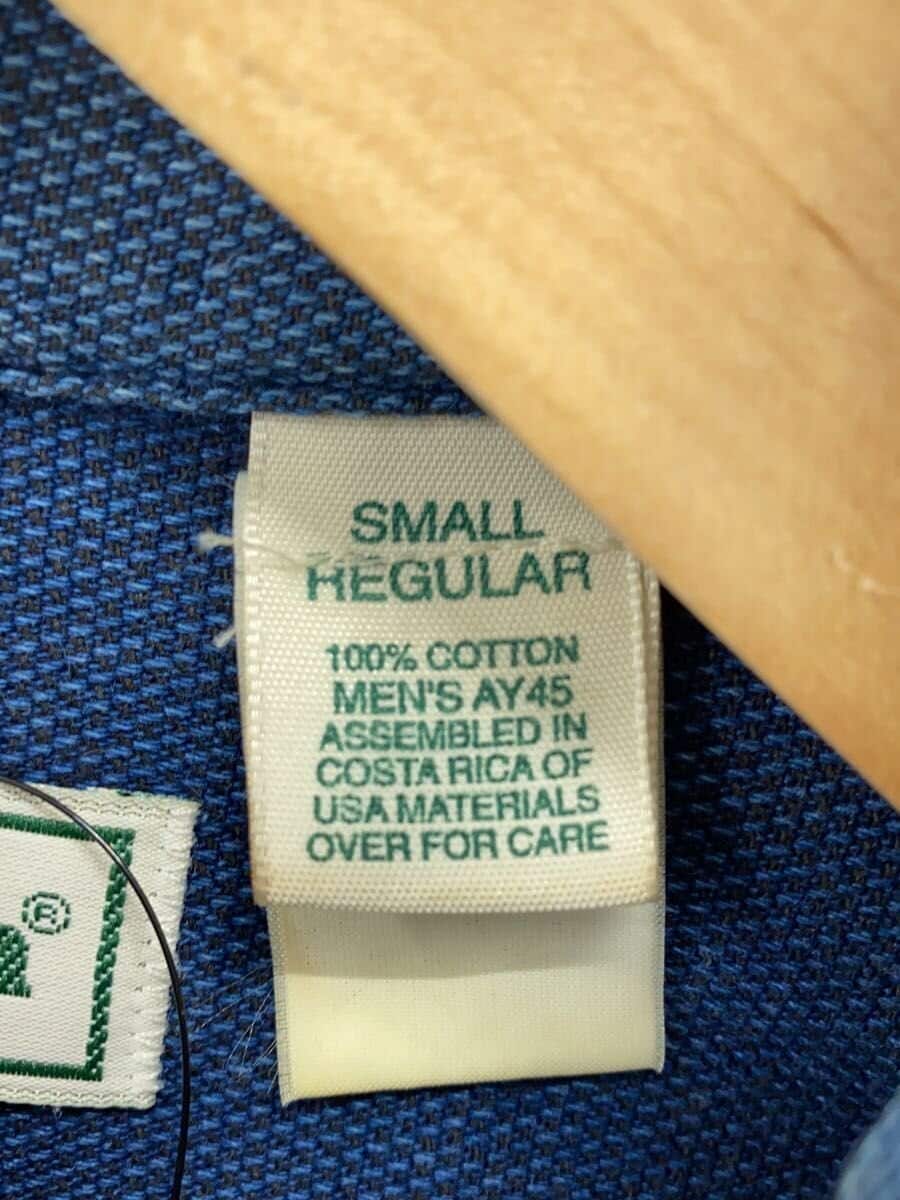 SMALL
REGULAR
100% COTTON
MEN'S AY45
ASSEMBLED IN
COSTA RICA OF
USA MATERIALS
OVER FOR CARE
®